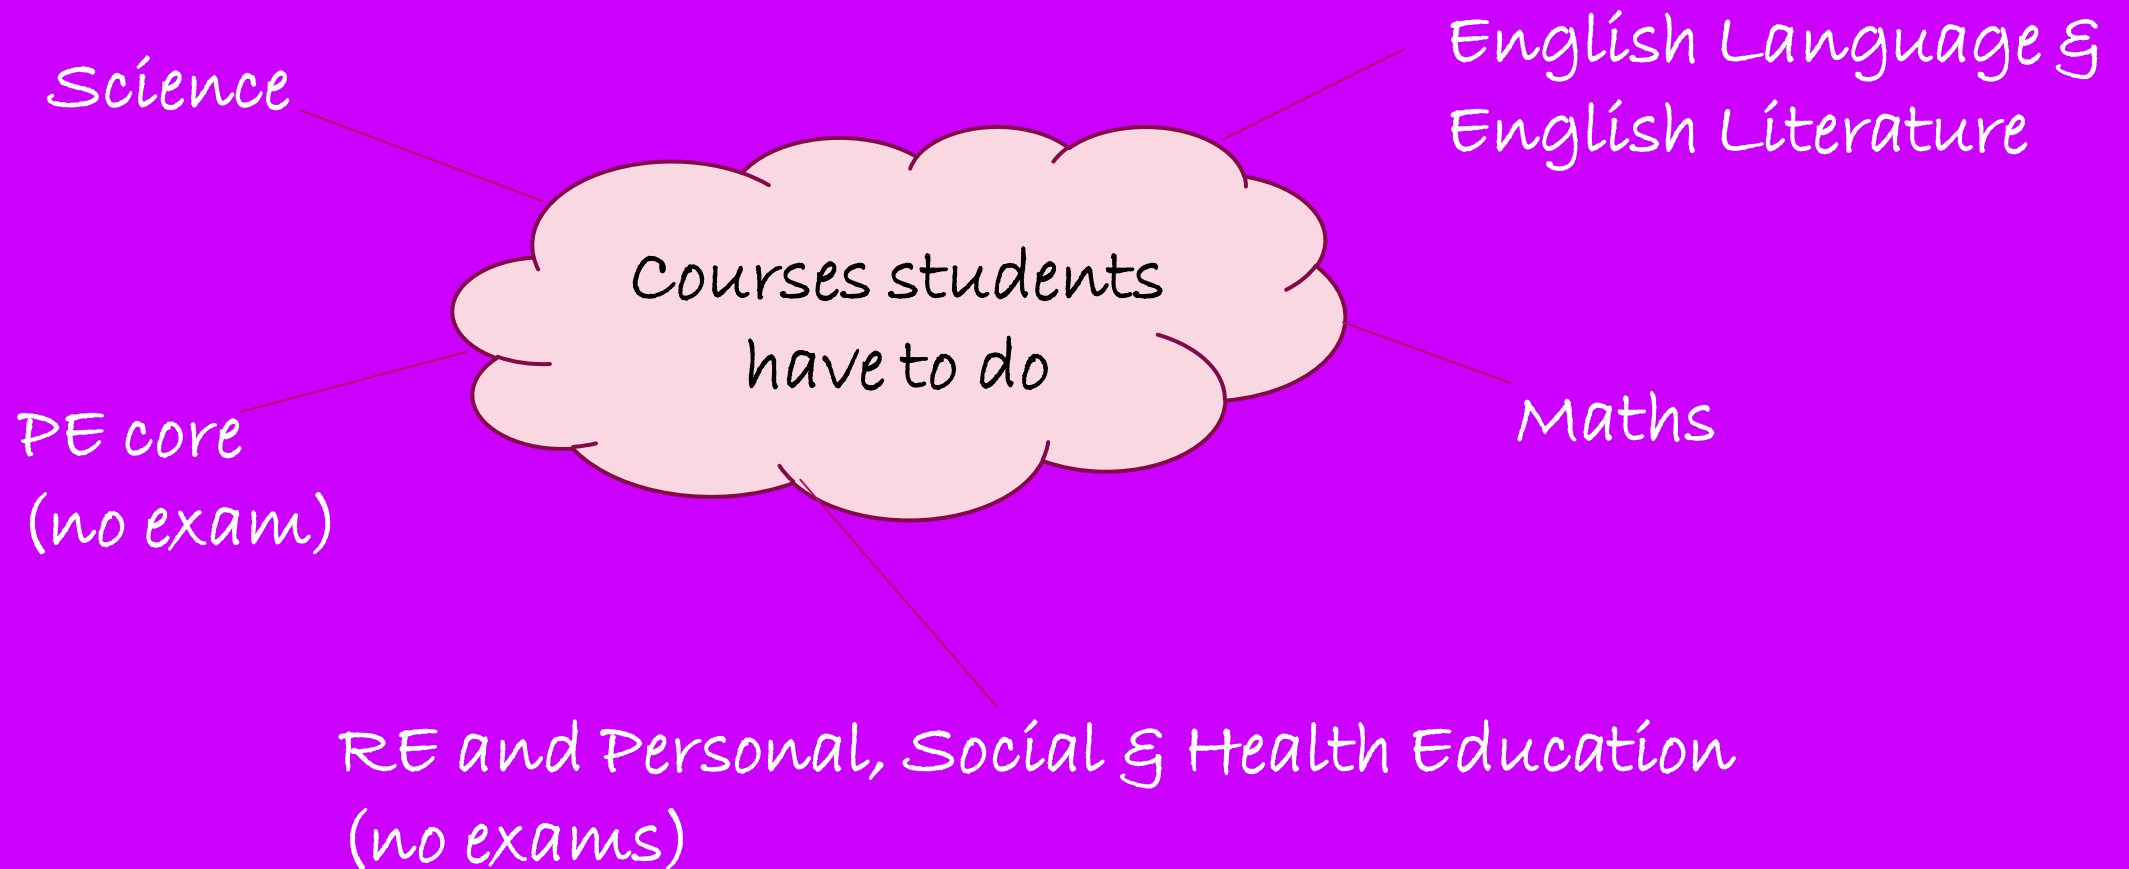 Science
English Language &
English Literature
Courses students
have to do
PE core
(no exam)
Maths
RE and Personal, Social & Health Education
(no exams)